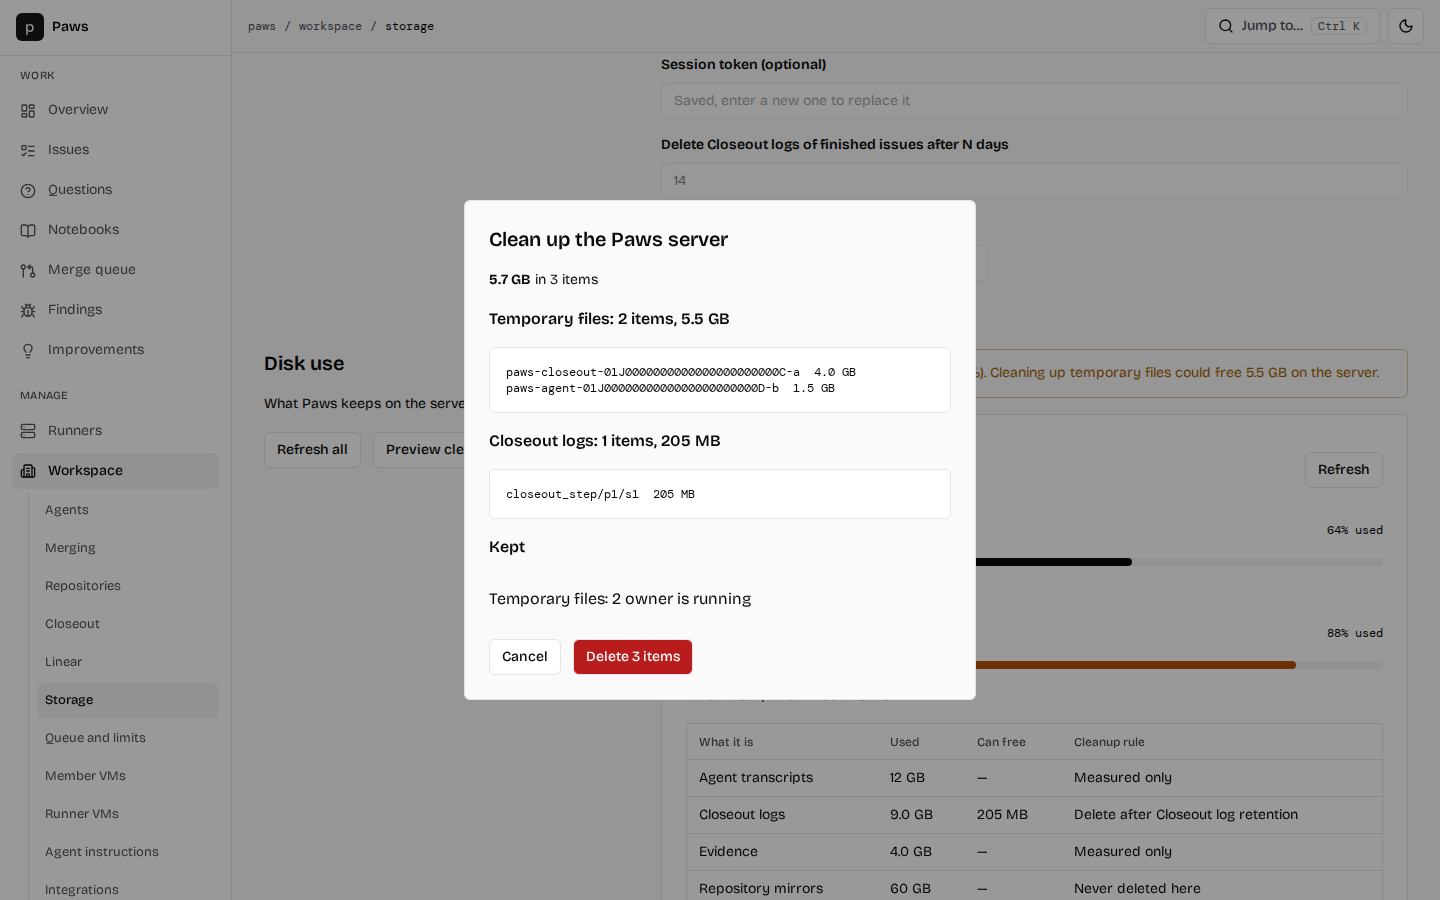 p Paws
paws / workspace / storage
Jump to... Ctrl K
WORK
Overview
Issues
Questions
Notebooks
Merge queue
Findings
Improvements
MANAGE
Runners
Workspace
Agents
Merging
Repositories
Closeout
Linear
Storage
Queue and limits
Member VMs
Runner VMs
Agent instructions
Integrations
Session token (optional)
Saved, enter a new one to replace it
Delete Closeout logs of finished issues after N days
14
Disk use
What Paws keeps on the serve
Refresh all
Preview cle
%). Cleaning up temporary files could free 5.5 GB on the server.
Refresh
64% used
88% used
Clean up the Paws server
5.7 GB in 3 items
Temporary files: 2 items, 5.5 GB
paws-closeout-01J0000000000000000000000C-a 4.0 GB
paws-agent-01J0000000000000000000000D-b 1.5 GB
Closeout logs: 1 items, 205 MB
closeout_step/p1/s1 205 MB
Kept
Temporary files: 2 owner is running
Cancel
Delete 3 items
What it is Used Can free Cleanup rule
Agent transcripts 12 GB — Measured only
Closeout logs 9.0 GB 205 MB Delete after Closeout log retention
Evidence 4.0 GB — Measured only
Repository mirrors 60 GB — Never deleted here